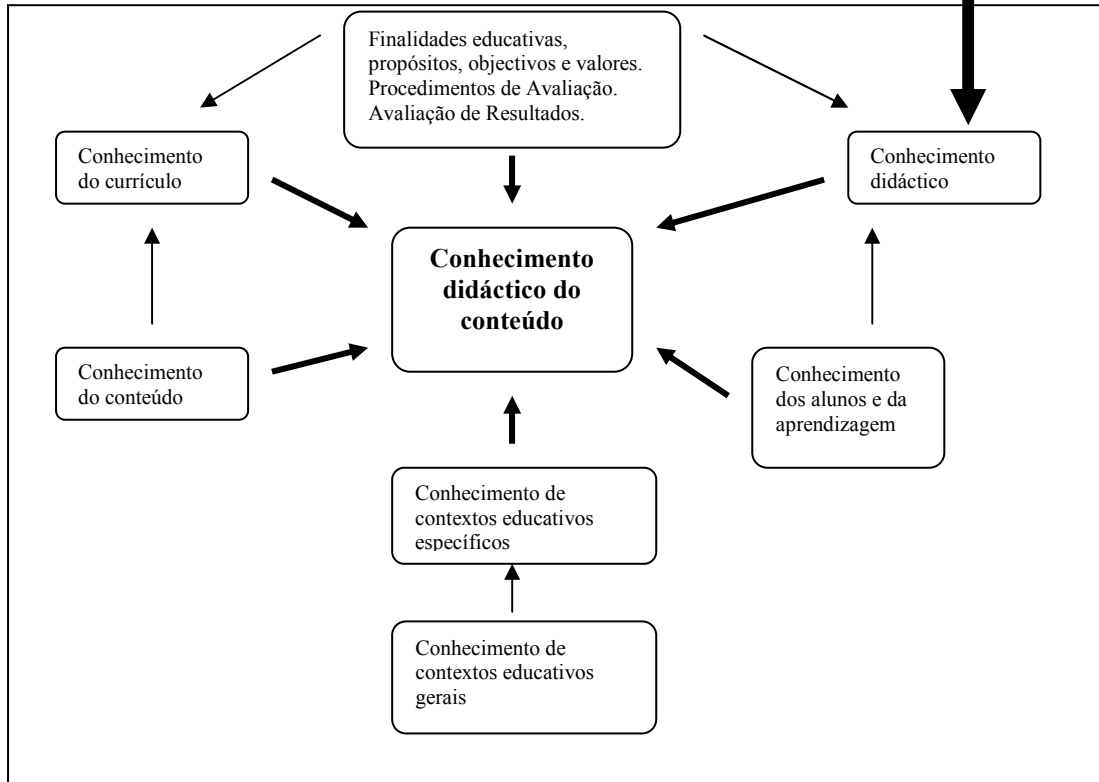 Finalidades educativas,
propósitos, objectivos e valores.
Procedimentos de Avaliação.
Avaliação de Resultados.
Conhecimento
do currículo
Conhecimento
didáctico
Conhecimento
didáctico do
conteúdo
Conhecimento
do conteúdo
Conhecimento
dos alunos e da
aprendizagem
Conhecimento de
contextos educativos
específicos
Conhecimento de
contextos educativos
gerais